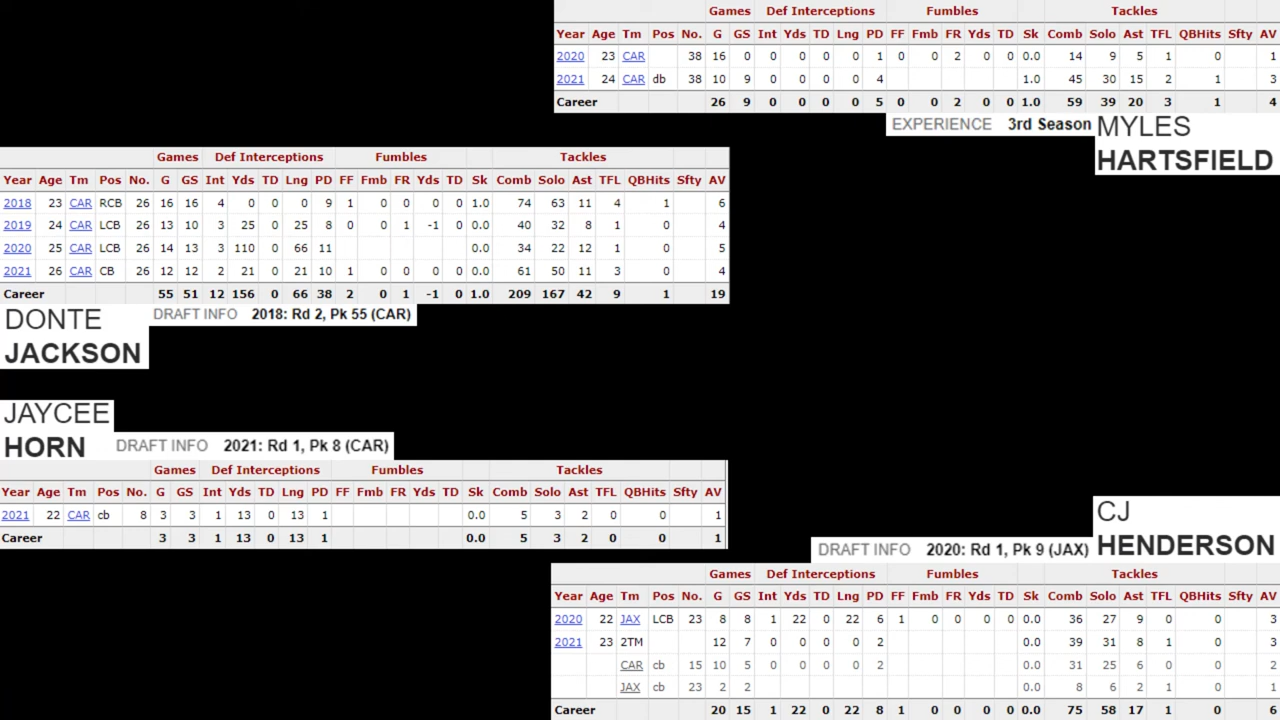 Games Def Interceptions Fumbles Tackles
Year Age Tm Pos No. G GS Int Yds TD Lng PD FF Fmb FR Yds TD Sk Comb Solo Ast TFL QBHits Sfty AV
2020 23 CAR 38 16 0 0 0 0 0 1 0 0 2 0 0 0.0 14 9 5 1 0 1
2021 24 CAR db 38 10 9 0 0 0 0 4 1.0 45 30 15 2 1 3
Career 26 9 0 0 0 0 5 0 0 2 0 0 1.0 59 39 20 3 1 4
EXPERIENCE 3rd Season
MYLES
HARTSFIELD
Games Def Interceptions Fumbles Tackles
Year Age Tm Pos No. G GS Int Yds TD Lng PD FF Fmb FR Yds TD Sk Comb Solo Ast TFL QBHits Sfty AV
2018 23 CAR RCB 26 16 16 4 0 0 0 9 1 0 0 0 0 1.0 74 63 11 4 1 6
2019 24 CAR LCB 26 13 10 3 25 0 25 8 0 0 1 -1 0 0.0 40 32 8 1 0 4
2020 25 CAR LCB 26 14 13 3 110 0 66 11 0.0 34 22 12 1 0 5
2021 26 CAR CB 26 12 12 2 21 0 21 10 1 0 0 0 0 0.0 61 50 11 3 0 4
Career 55 51 12 156 0 66 38 2 0 1 -1 0 1.0 209 167 42 9 1 19
DONTE
JACKSON
DRAFT INFO 2018: Rd 2, Pk 55 (CAR)
JAYCEE
HORN
DRAFT INFO 2021: Rd 1, Pk 8 (CAR)
Games Def Interceptions Fumbles Tackles
Year Age Tm Pos No. G GS Int Yds TD Lng PD FF Fmb FR Yds TD Sk Comb Solo Ast TFL QBHits Sfty AV
2021 22 CAR cb 8 3 3 1 13 0 13 1 0.0 5 3 2 0 0 1
Career 3 3 1 13 0 13 1 0.0 5 3 2 0 0 1
CJ
HENDERSON
DRAFT INFO 2020: Rd 1, Pk 9 (JAX)
Games Def Interceptions Fumbles Tackles
Year Age Tm Pos No. G GS Int Yds TD Lng PD FF Fmb FR Yds TD Sk Comb Solo Ast TFL QBHits Sfty AV
2020 22 JAX LCB 23 8 8 1 22 0 22 6 1 0 0 0 0 0.0 36 27 9 0 0 3
2021 23 2TM 12 7 0 0 0 0 2 0.0 39 31 8 1 0 3
CAR cb 15 10 5 0 0 0 0 2 0.0 31 25 6 0 0 2
JAX cb 23 2 2 0.0 8 6 2 1 0 1
Career 20 15 1 22 0 22 8 1 0 0 0 0 0.0 75 58 17 1 0 6